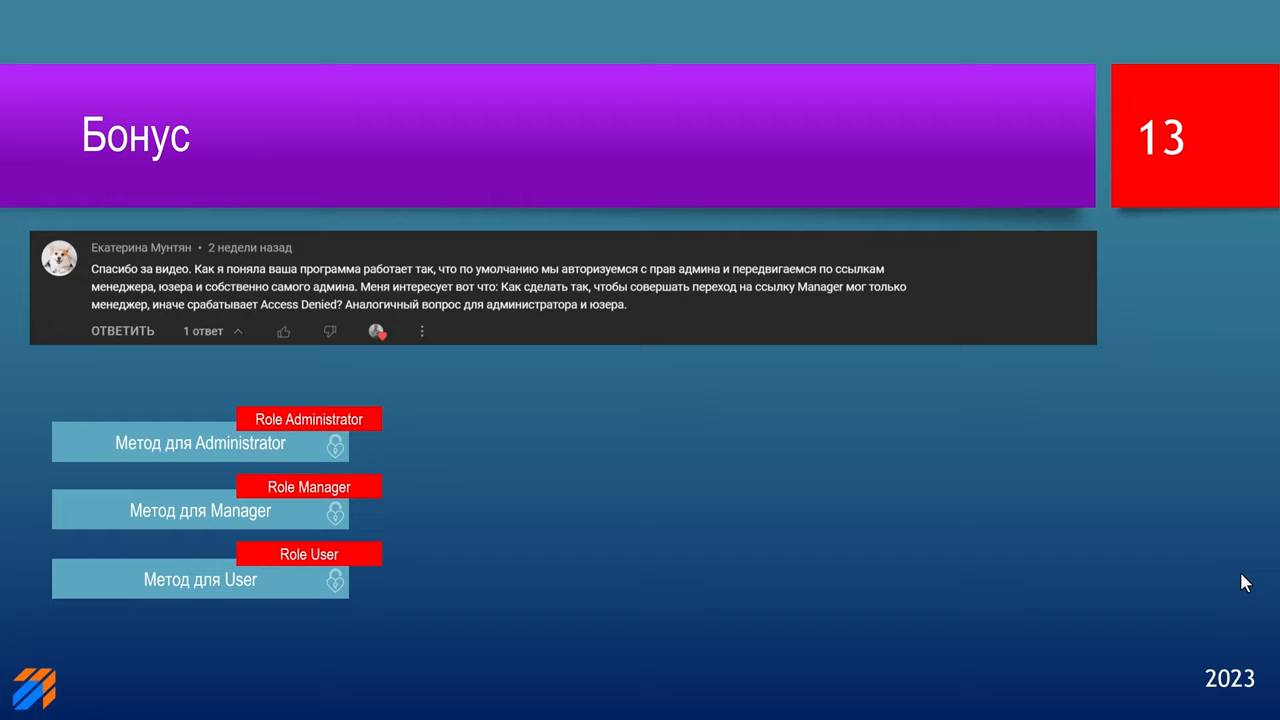 Бонус
13
Екатерина Мунтян • 2 недели назад
Спасибо за видео. Как я поняла ваша программа работает так, что по умолчанию мы авторизуемся с прав админа и передвигаемся по ссылкам
менеджера, юзера и собственно самого админа. Меня интересует вот что: Как сделать так, чтобы совершать переход на ссылку Manager мог только
менеджер, иначе срабатывает Access Denied? Аналогичный вопрос для администратора и юзера.
ОТВЕТИТЬ 1 ответ
Role Administrator
Метод для Administrator
Role Manager
Метод для Manager
Role User
Метод для User
2023